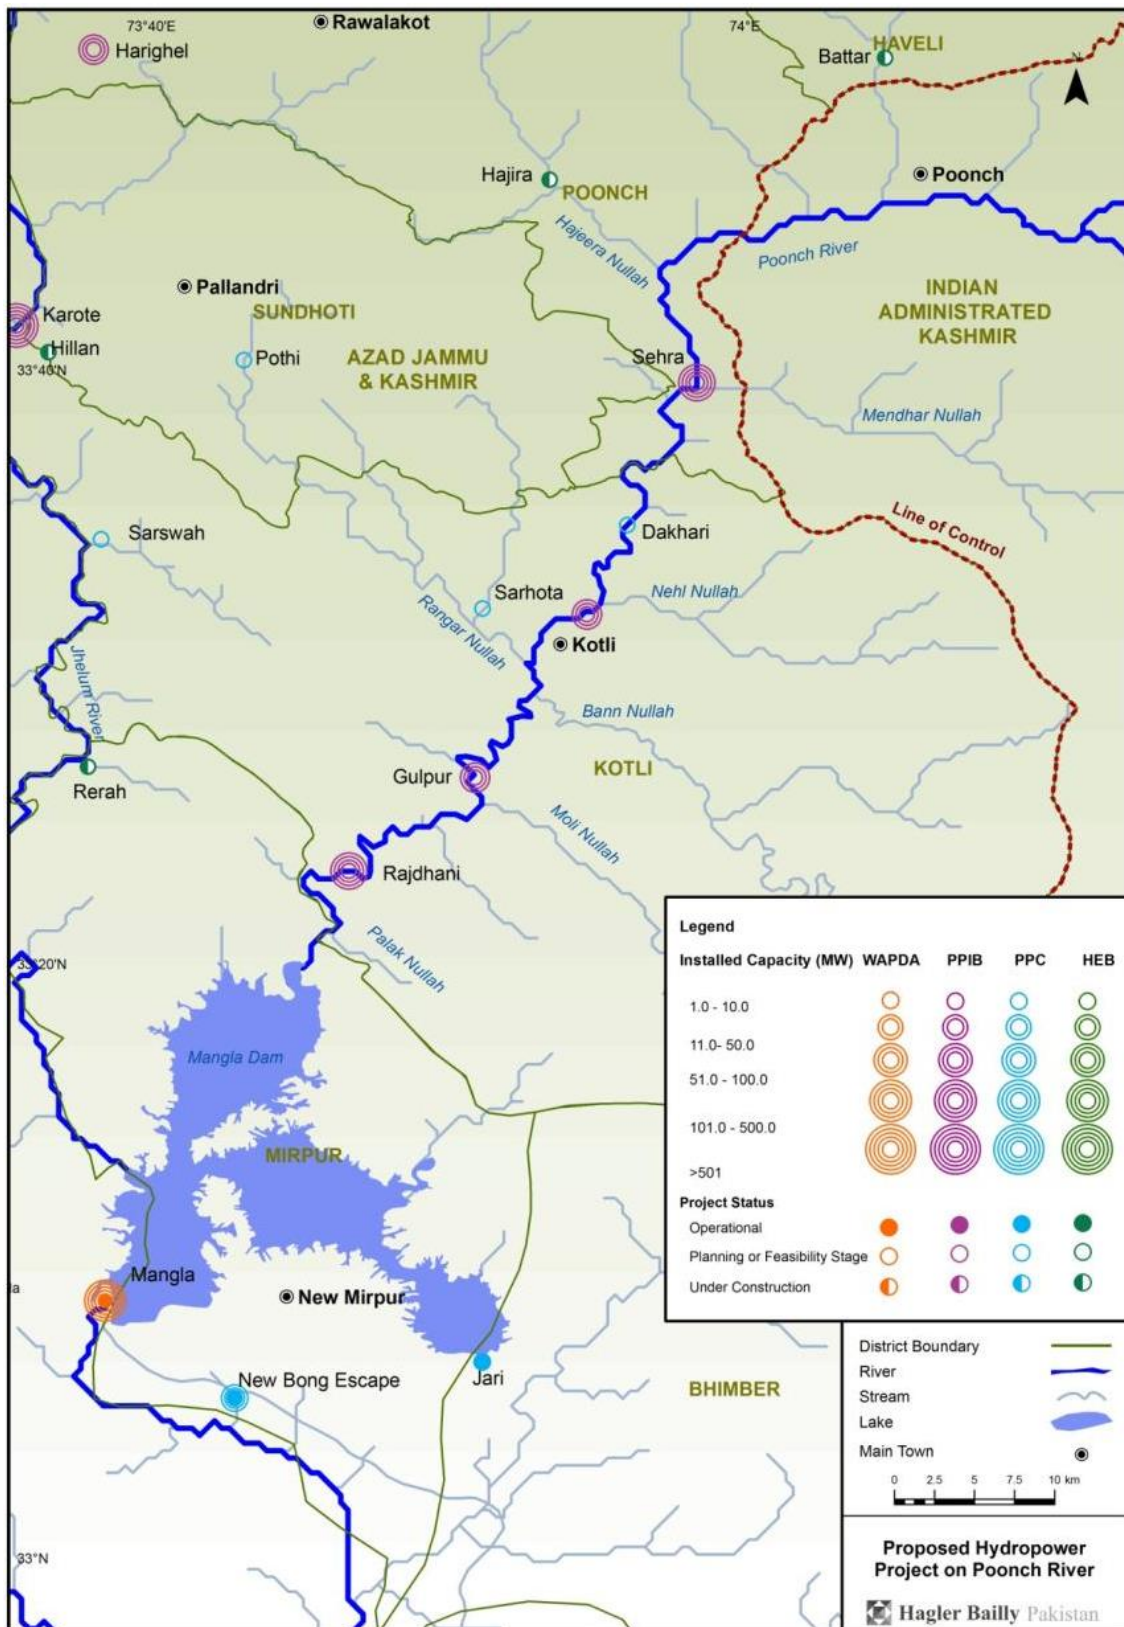 73°40'E
Rawalakot
74°E
Harighel
HAVELI
Battar
N
Hajira
POONCH
Poonch
Hajeera Nullah
Poonch River
Pallandri
SUNDHOTI
INDIAN
ADMINISTRATED
KASHMIR
Karote
Hillan
33°40'N
Pothi
AZAD JAMMU
& KASHMIR
Sehra
Mendhar Nullah
Sarswah
Dakhari
Line of Control
Sarhota
Rangar Nullah
Nehl Nullah
Kotli
Jhelum River
Bann Nullah
KOTLI
Gulpur
Rerah
Moli Nullah
Rajdhani
Palak Nullah
33°20'N
Mangla Dam
MIRPUR
Mangla
la
New Mirpur
New Bong Escape
Jari
BHIMBER
33°N
Legend
Installed Capacity (MW) WAPDA PPIB PPC HEB
1.0 - 10.0
11.0- 50.0
51.0 - 100.0
101.0 - 500.0
>501
Project Status
Operational
Planning or Feasibility Stage
Under Construction
District Boundary
River
Stream
Lake
Main Town
0 2.5 5 7.5 10 km
Proposed Hydropower
Project on Poonch River
Hagler Bailly Pakistan